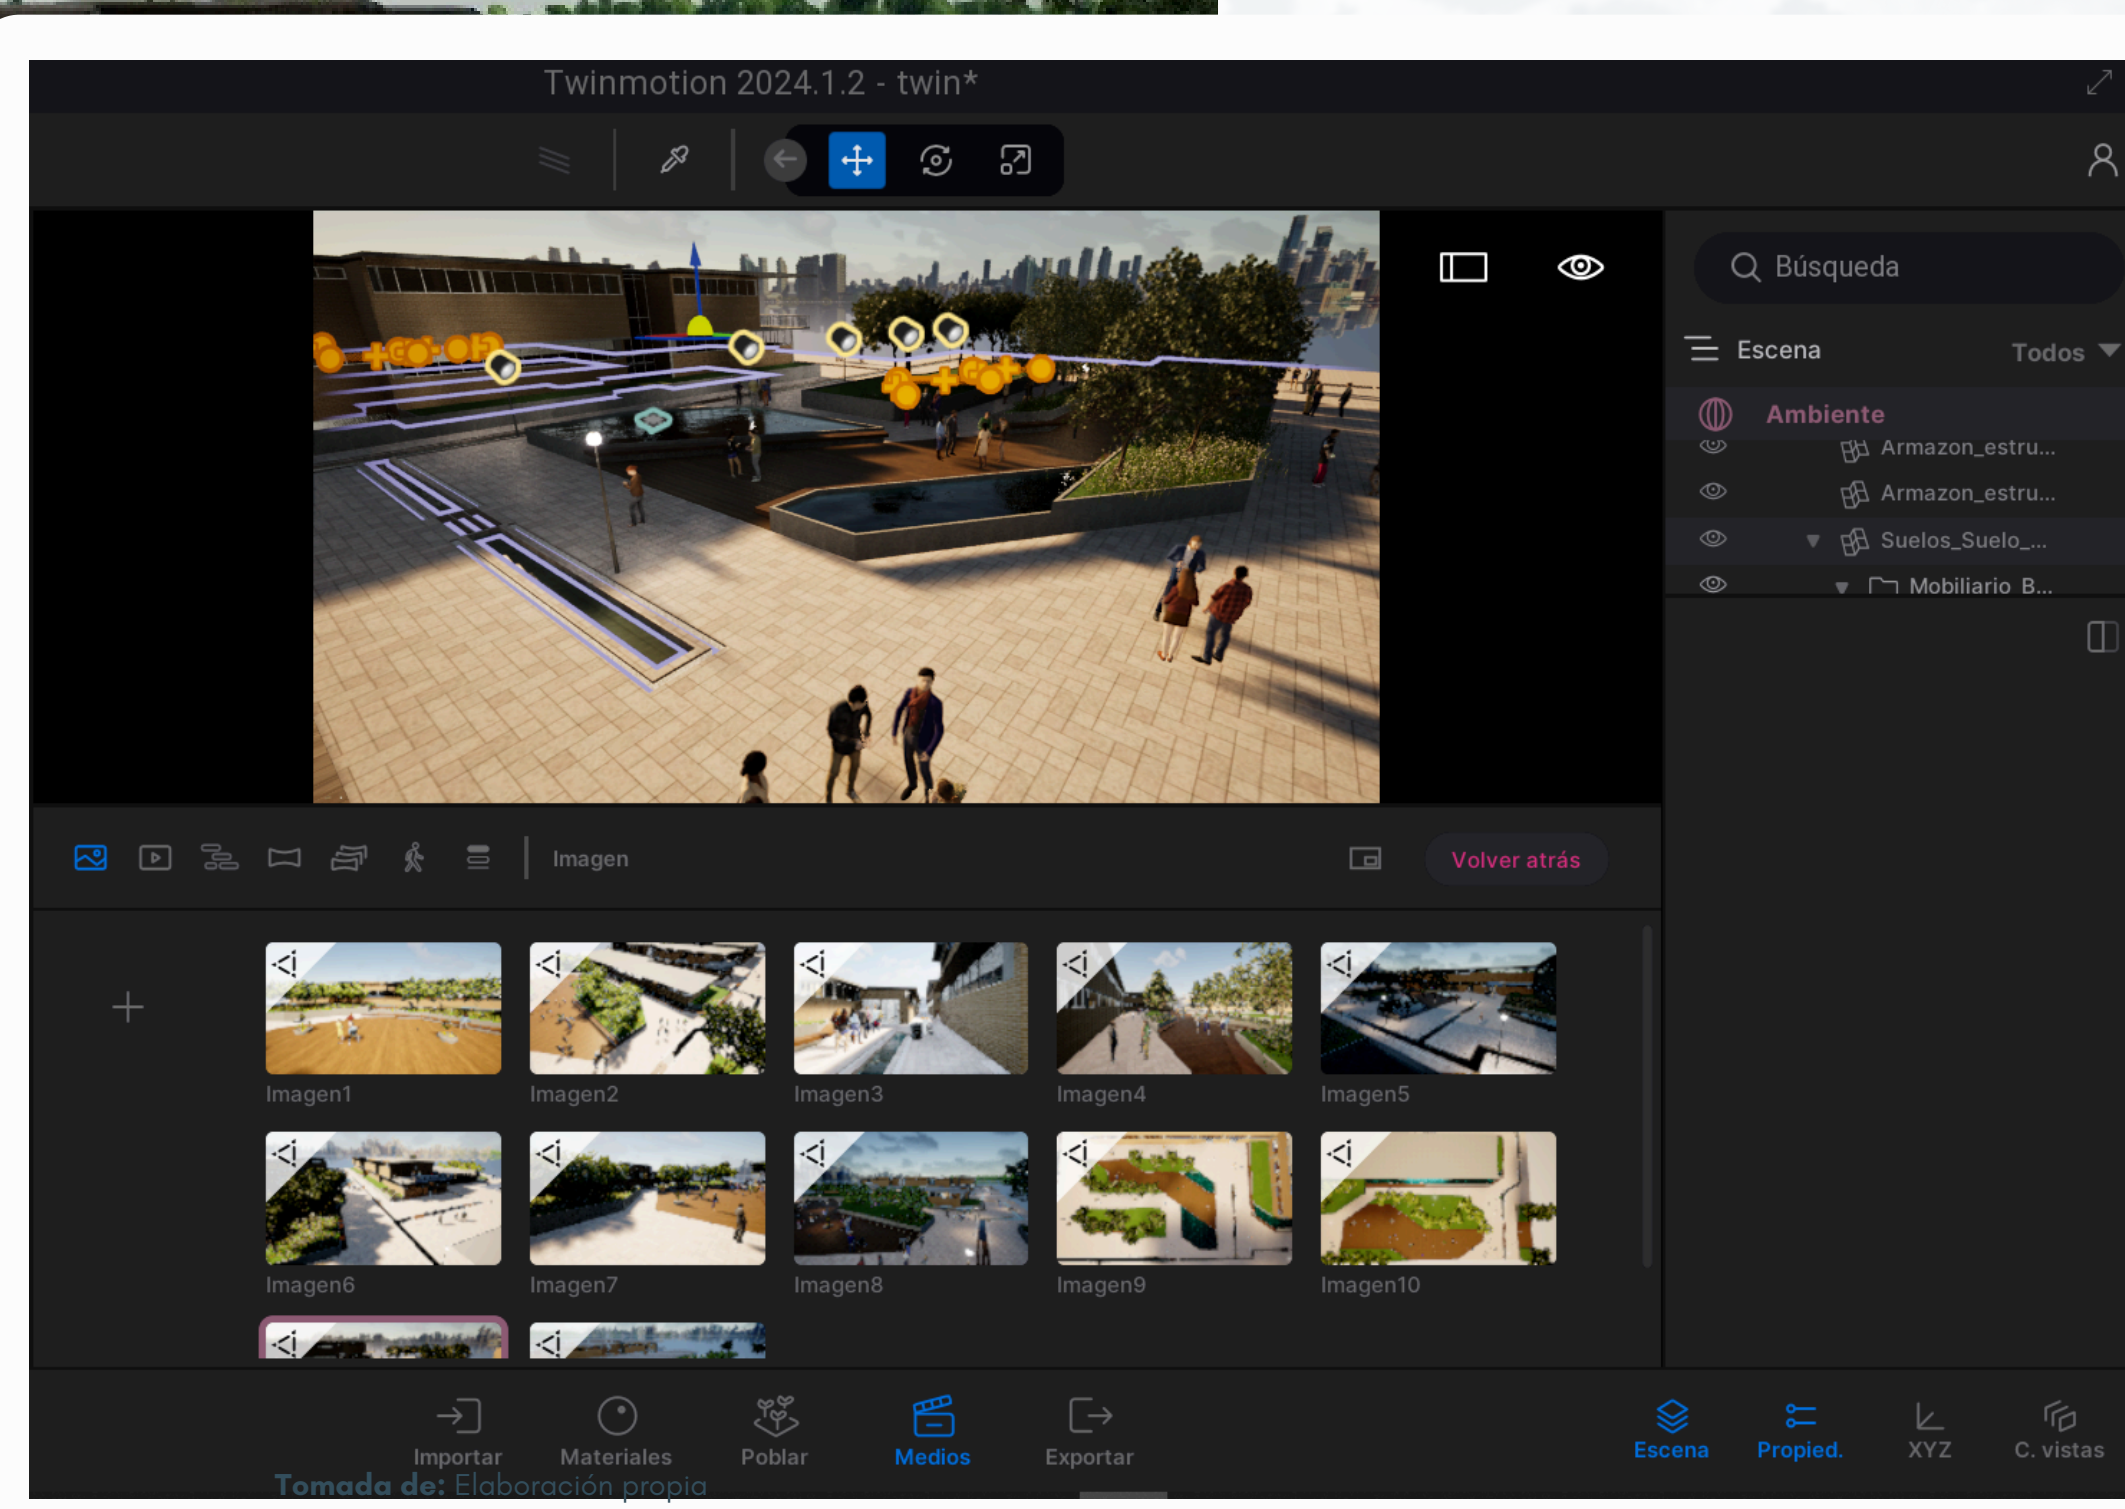 Twinmotion 2024.1.2 - twin*
Búsqueda
Escena
Todos
Ambiente
Armazon_estru...
Armazon_estru...
Suelos_Suelo_...
Mobiliario B...
Imagen
Volver atrás
Imagen1
Imagen2
Imagen3
Imagen4
Imagen5
Imagen6
Imagen7
Imagen8
Imagen9
Imagen10
Importar
Materiales
Poblar
Medios
Exportar
Escena
Propied.
XYZ
C. vistas
Tomada de: Elaboración propia